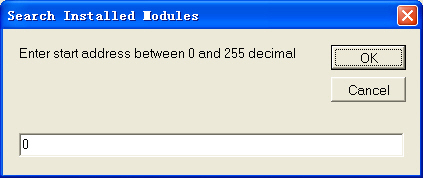 Search Installed Modules
Enter start address between 0 and 255 decimal
OK
Cancel
0